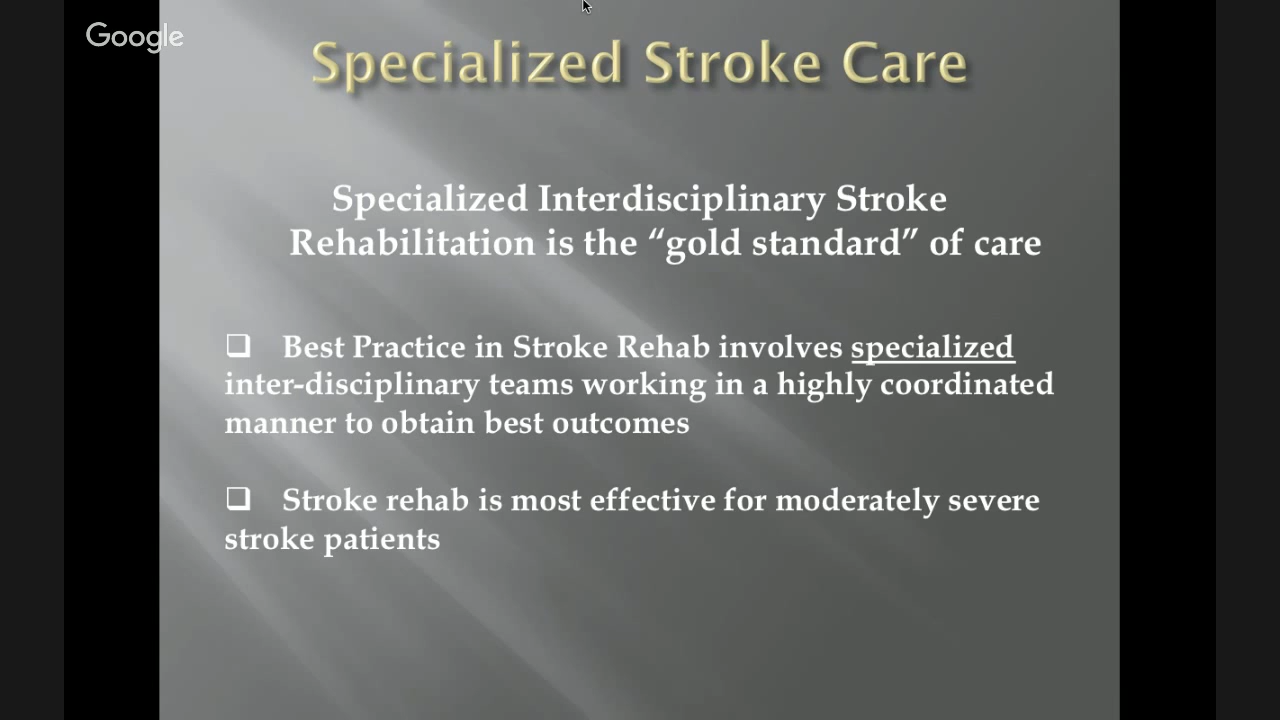 Google
Specialized Stroke Care
Specialized Interdisciplinary Stroke
Rehabilitation is the “gold standard” of care
❑ Best Practice in Stroke Rehab involves specialized
inter-disciplinary teams working in a highly coordinated
manner to obtain best outcomes
❑ Stroke rehab is most effective for moderately severe
stroke patients